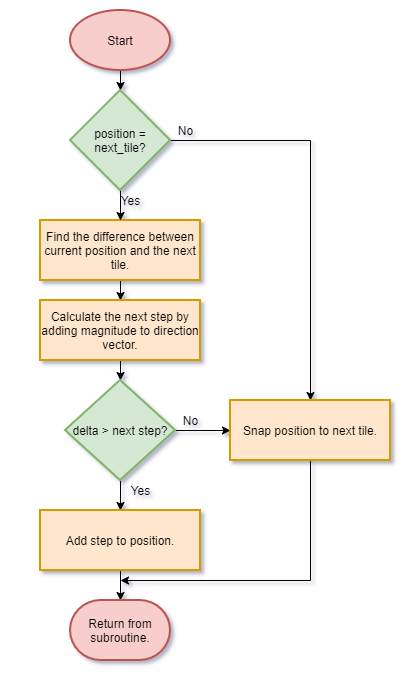 Start
position =
next_tile?
No
Yes
Find the difference between
current position and the next
tile.
Calculate the next step by
adding magnitude to direction
vector.
delta > next step?
No
Snap position to next tile.
Yes
Add step to position.
Return from
subroutine.